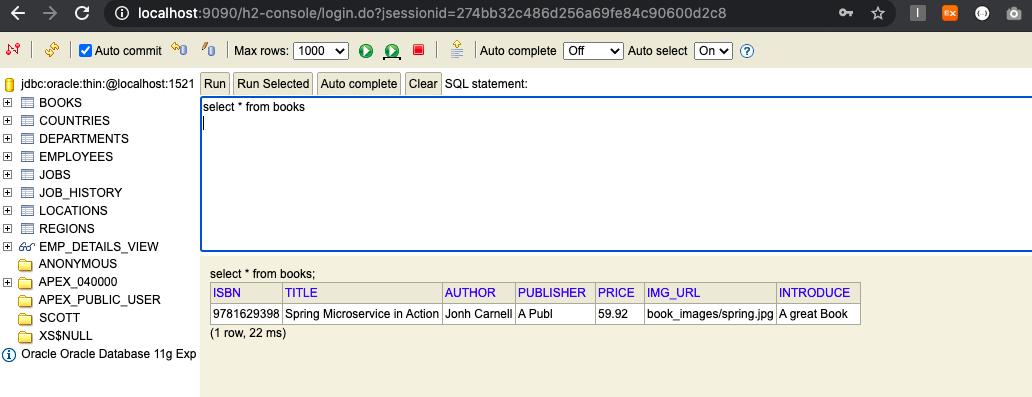 localhost:9090/h2-console/login.do?jsessionid=274bb32c486d256a69fe84c90600d2c8
Auto commit Max rows: 1000 Auto complete Off Auto select On
jdbc:oracle:thin:@localhost:1521
BOOKS
COUNTRIES
DEPARTMENTS
EMPLOYEES
JOBS
JOB_HISTORY
LOCATIONS
REGIONS
EMP_DETAILS_VIEW
ANONYMOUS
APEX_040000
APEX_PUBLIC_USER
SCOTT
XS$NULL
Oracle Oracle Database 11g Exp
Run Run Selected Auto complete Clear SQL statement:
select * from books
select * from books;
ISBN TITLE AUTHOR PUBLISHER PRICE IMG_URL INTRODUCE
9781629398 Spring Microservice in Action Jonh Carnell A Publ 59.92 book_images/spring.jpg A great Book
(1 row, 22 ms)